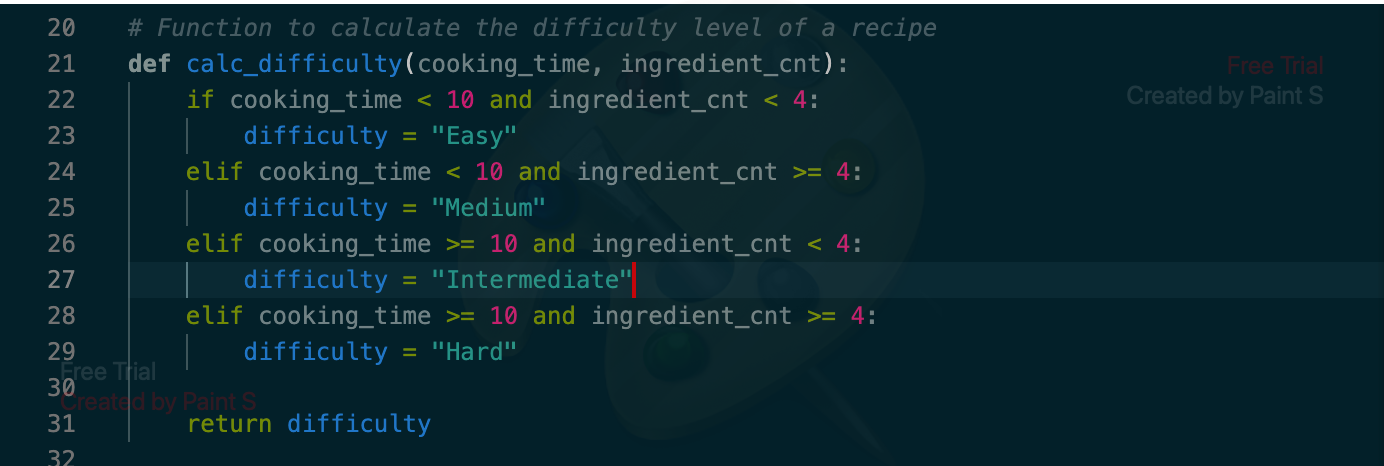 20 # Function to calculate the difficulty level of a recipe
21 def calc_difficulty(cooking_time, ingredient_cnt):
Free Trial
22 if cooking_time < 10 and ingredient_cnt < 4:
Created by Paint S
23 difficulty = "Easy"
24 elif cooking_time < 10 and ingredient_cnt >= 4:
25 difficulty = "Medium"
26 elif cooking_time >= 10 and ingredient_cnt < 4:
27 difficulty = "Intermediate"
28 elif cooking_time >= 10 and ingredient_cnt >= 4:
29 difficulty = "Hard"
Free Trial
30
Created by Paint S
31 return difficulty
32